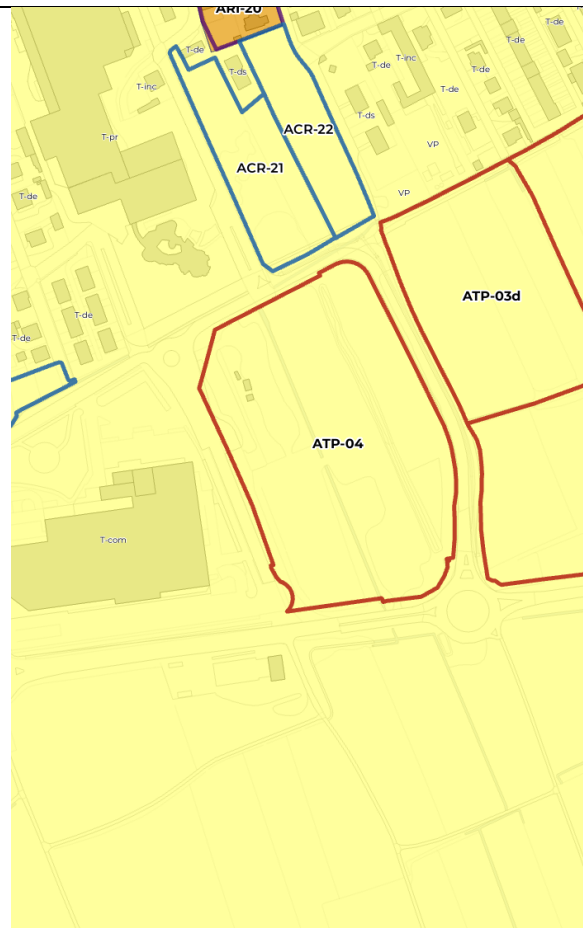 ARI-20
T-de
T-de
T-de
T-inc
T-de
T-ds
T-inc
T-de
T-de
T-ds
ACR-22
T-pr
VP
ACR-21
T-de
VP
ATP-03d
T-de
T-de
ATP-04
T-com